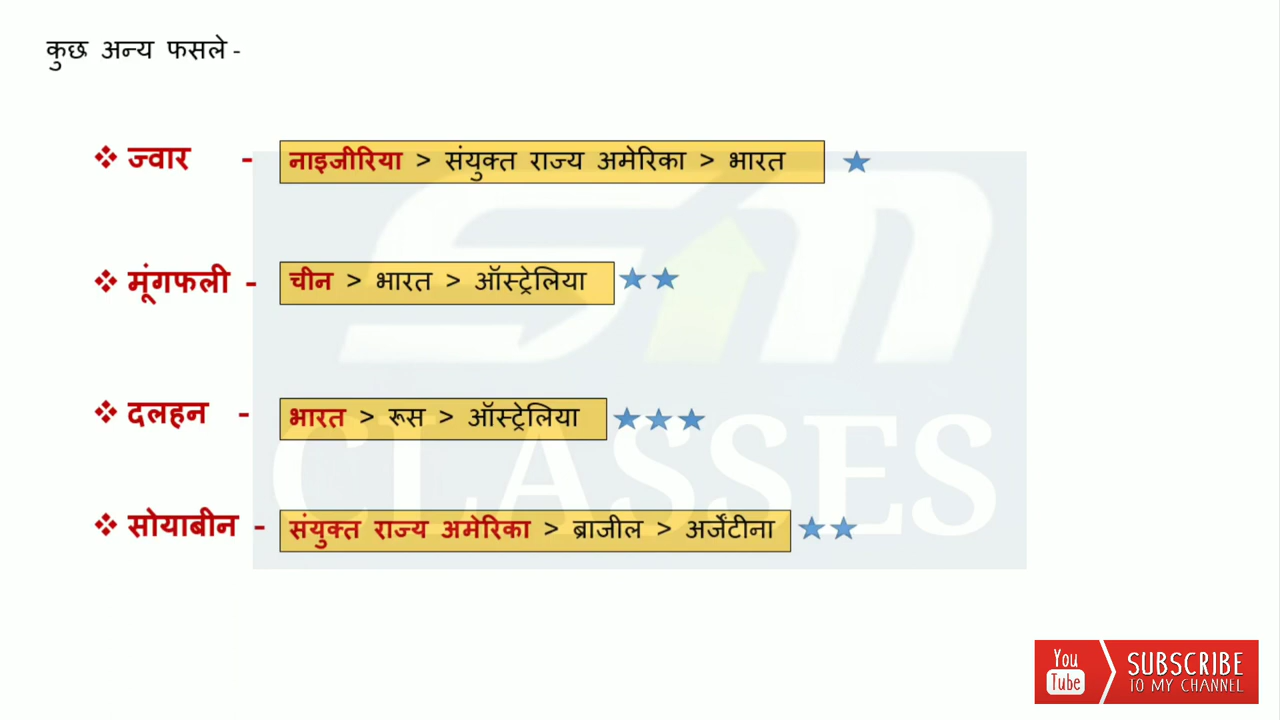 कुछ अन्य फसले -
❖ ज्वार - नाइजीरिया > संयुक्त राज्य अमेरिका > भारत
❖ मूंगफली - चीन > भारत > ऑस्ट्रेलिया
❖ दलहन - भारत > रूस > ऑस्ट्रेलिया
❖ सोयाबीन - संयुक्त राज्य अमेरिका > ब्राजील > अर्जेंटीना
SM
CLASSES
You Tube SUBSCRIBE
TO MY CHANNEL